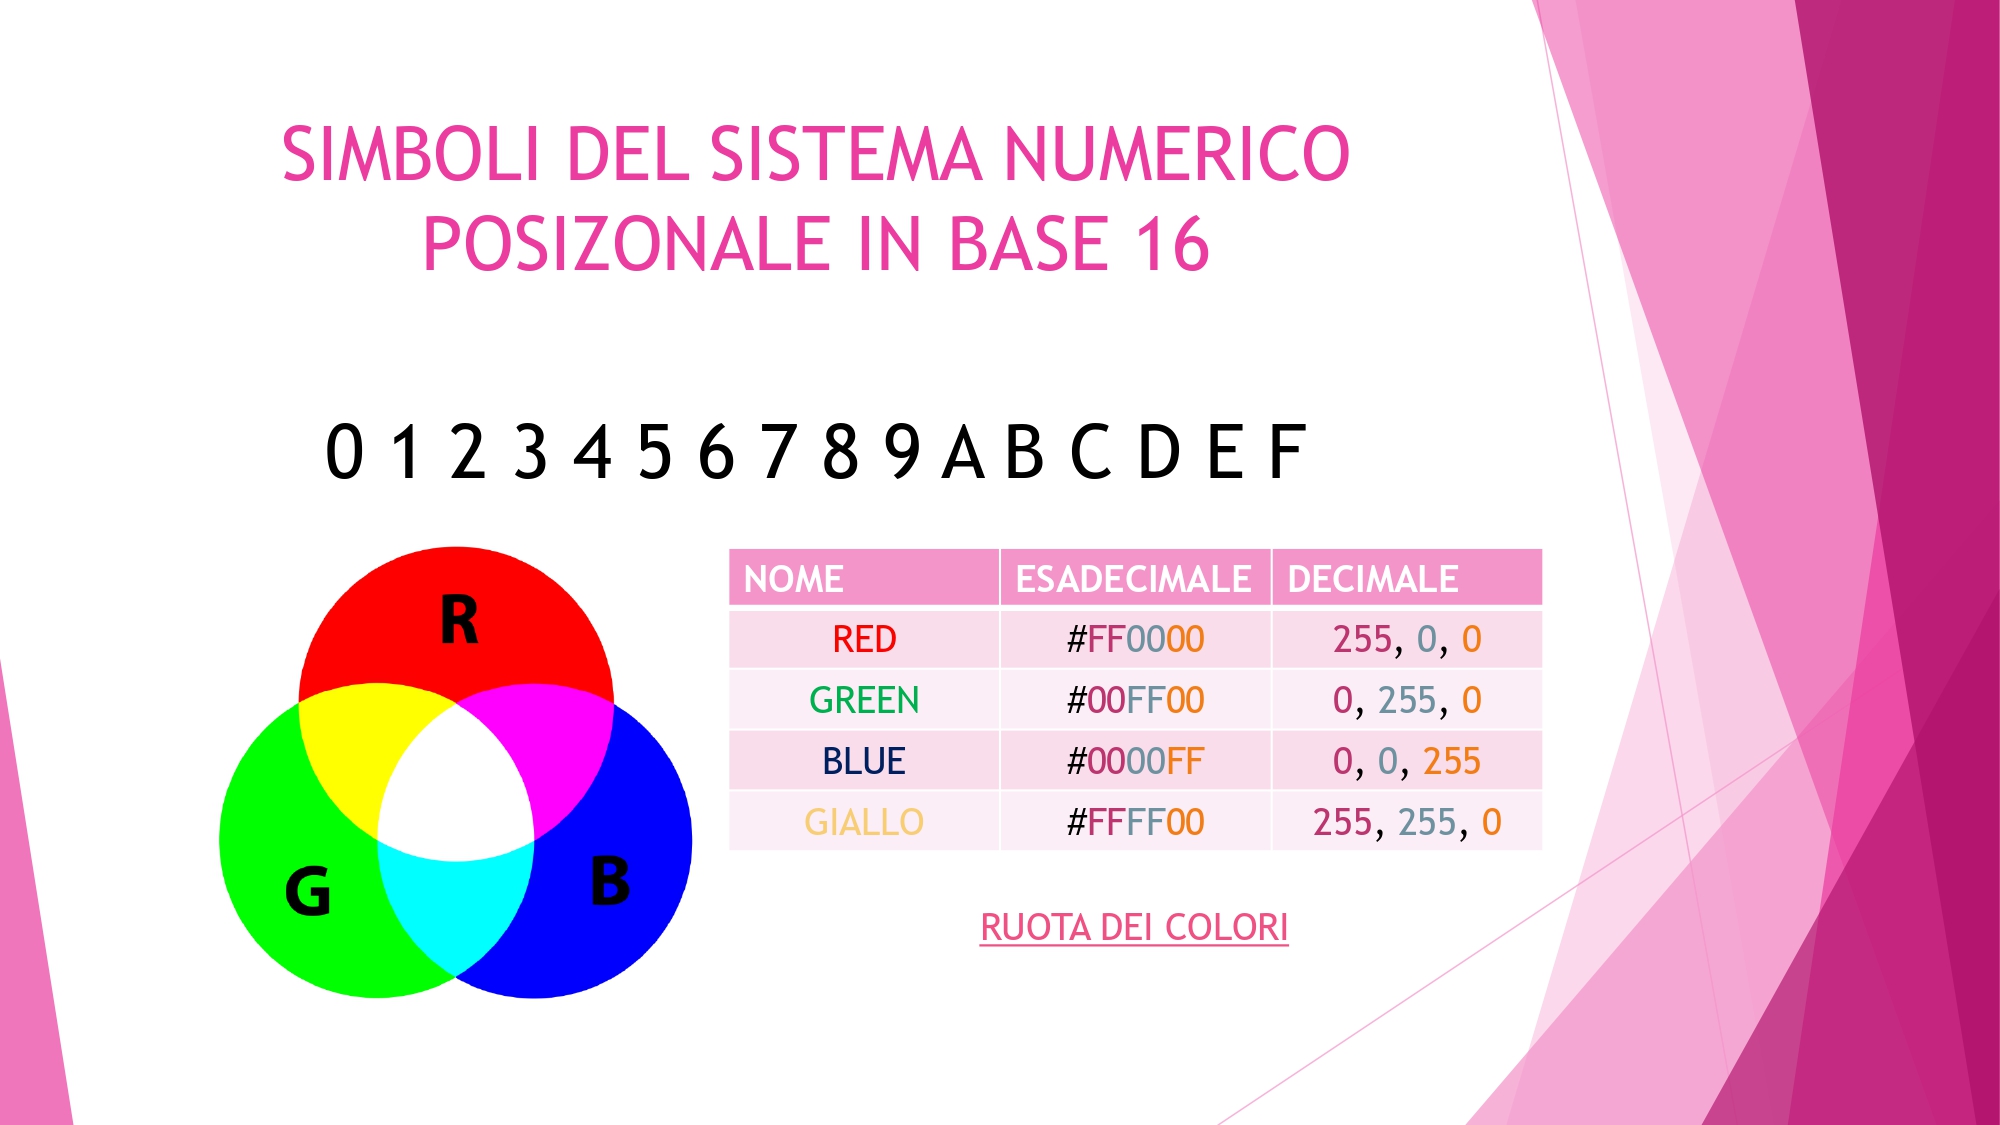 SIMBOLI DEL SISTEMA NUMERICO
POSIZONALE IN BASE 16
0 1 2 3 4 5 6 7 8 9 A B C D E F
R
G
B
NOME ESADECIMALE DECIMALE
RED #FF0000 255, 0, 0
GREEN #00FF00 0, 255, 0
BLUE #0000FF 0, 0, 255
GIALLO #FFFF00 255, 255, 0
RUOTA DEI COLORI